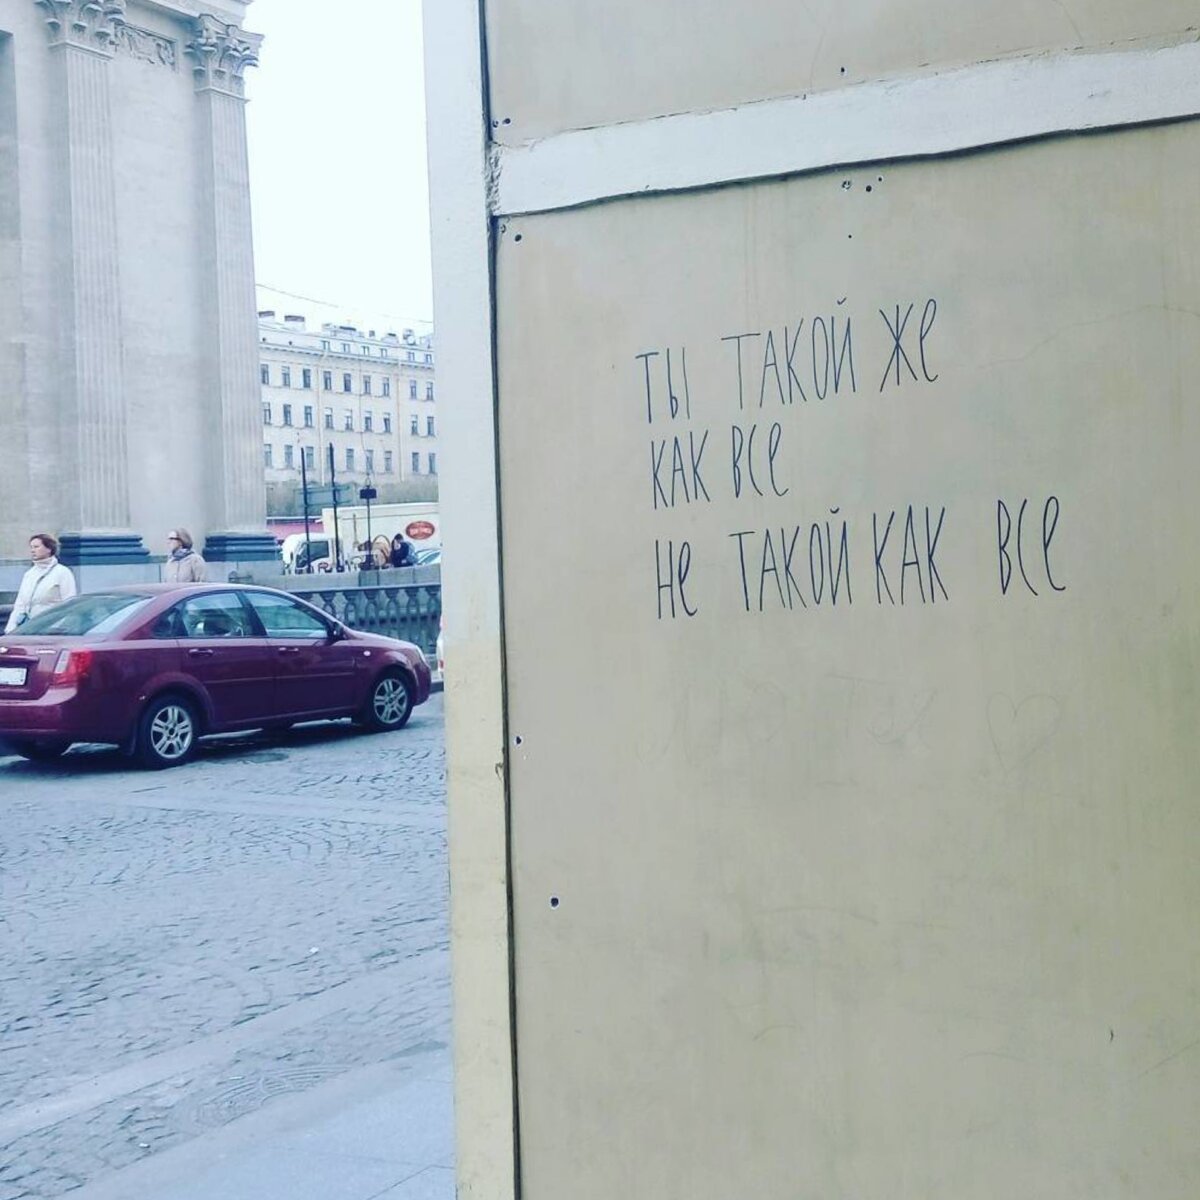 ты такой же
как все
не такой как все